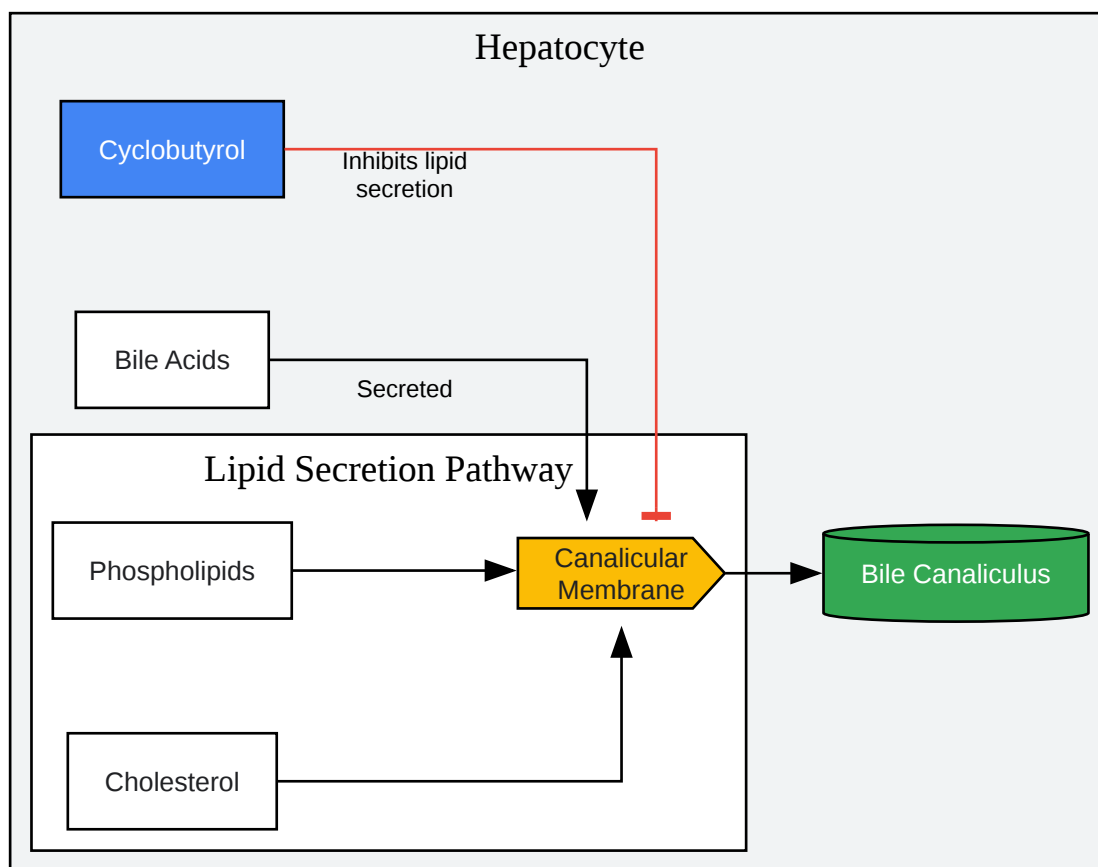 Hepatocyte
Cyclobutyrol
Inhibits lipid
secretion
Bile Acids
Secreted
Lipid Secretion Pathway
Phospholipids
Canalicular
Membrane
Bile Canaliculus
Cholesterol